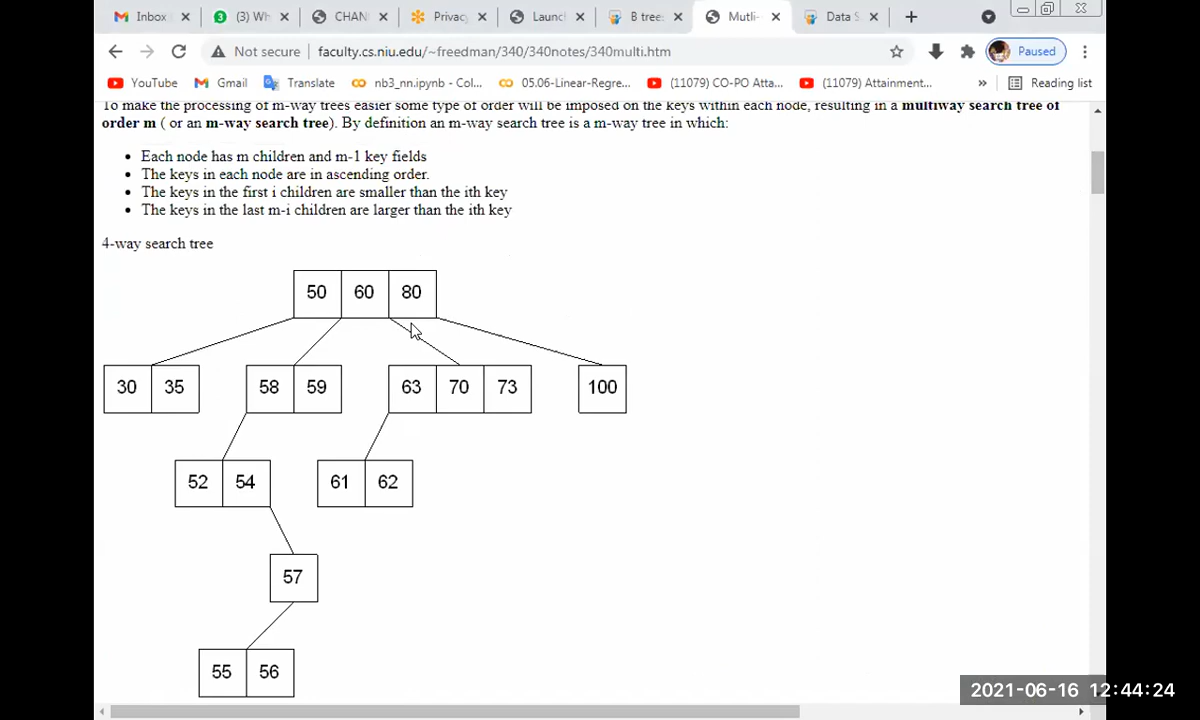 Inbox
(3) Wh
CHAN
Privac
Launc
B tree
Mutli-
Data S
Not secure
faculty.cs.niu.edu/~freedman/340/340notes/340multi.htm
Paused
YouTube
Gmail
Translate
nb3_nn.ipynb - Col...
05.06-Linear-Regre...
(11079) CO-PO Atta...
(11079) Attainment...
»
Reading list
To make the processing of m-way trees easier some type of order will be imposed on the keys within each node, resulting in a multiway search tree of
order m ( or an m-way search tree). By definition an m-way search tree is a m-way tree in which:
• Each node has m children and m-1 key fields
• The keys in each node are in ascending order.
• The keys in the first i children are smaller than the ith key
• The keys in the last m-i children are larger than the ith key
4-way search tree
50 60 80
30 35 58 59 63 70 73 100
52 54 61 62
57
55 56
2021-06-16 12:44:24